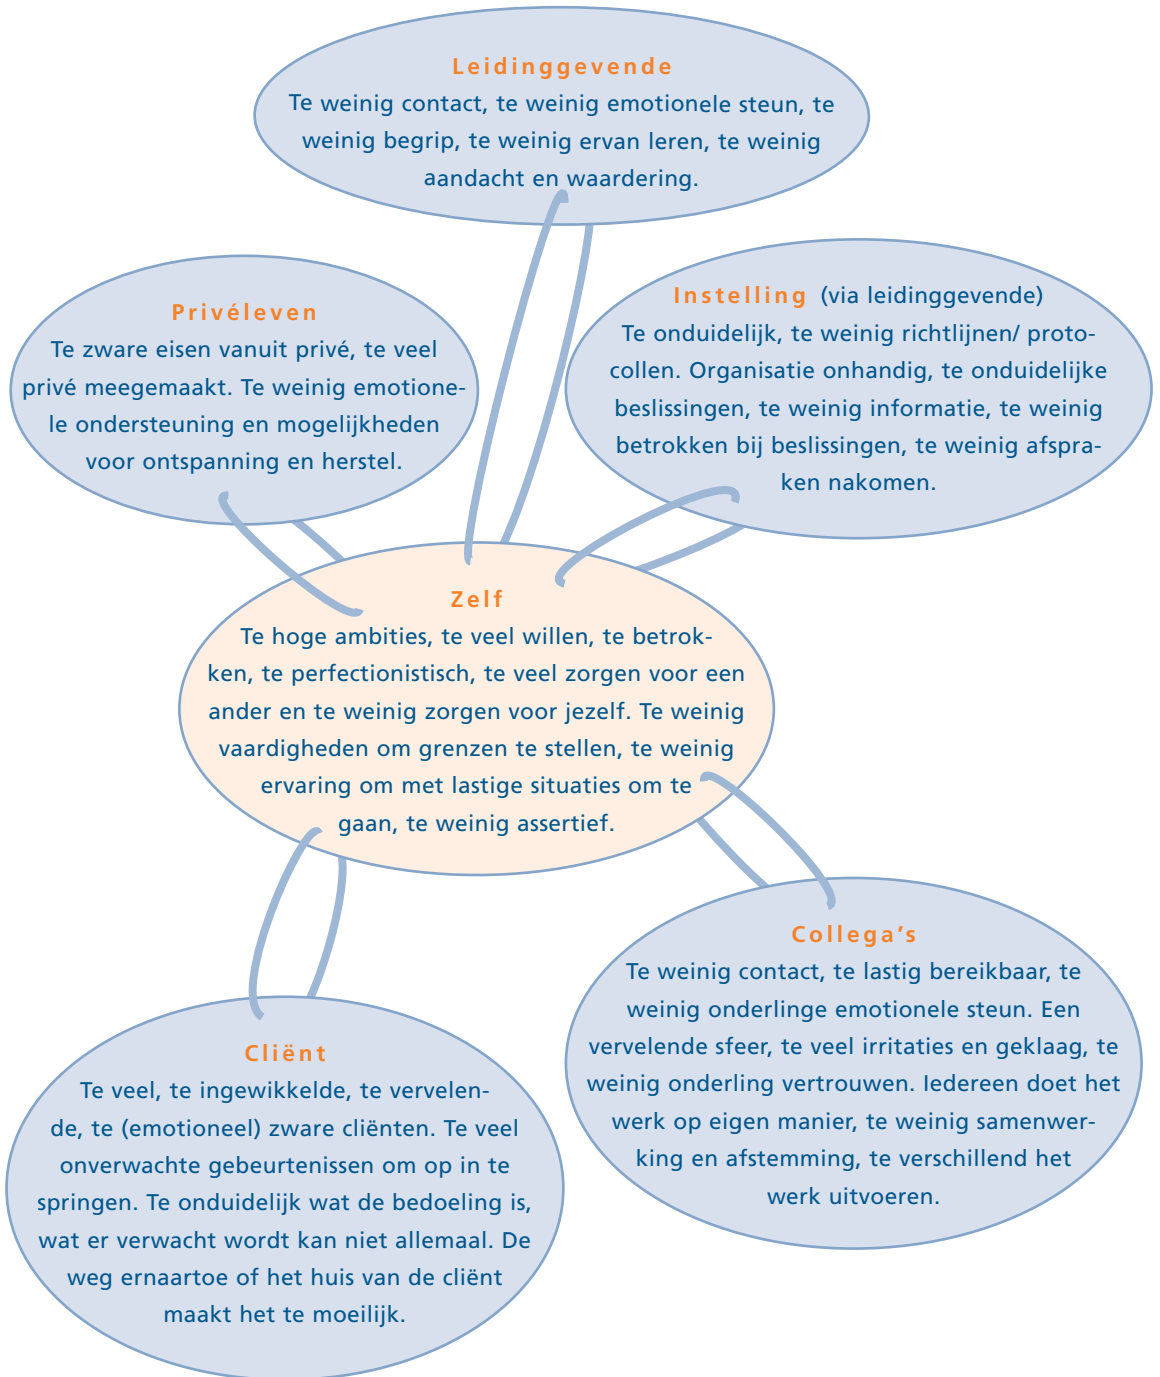 Leidinggevende
Te weinig contact, te weinig emotionele steun, te
weinig begrip, te weinig ervan leren, te weinig
aandacht en waardering.
Privéleven
Te zware eisen vanuit privé, te veel
privé meegemaakt. Te weinig emotione-
le ondersteuning en mogelijkheden
voor ontspanning en herstel.
Instelling (via leidinggevende)
Te onduidelijk, te weinig richtlijnen/ proto-
collen. Organisatie onhandig, te onduidelijke
beslissingen, te weinig informatie, te weinig
betrokken bij beslissingen, te weinig afspra-
ken nakomen.
Zelf
Te hoge ambities, te veel willen, te betrok-
ken, te perfectionistisch, te veel zorgen voor een
ander en te weinig zorgen voor jezelf. Te weinig
vaardigheden om grenzen te stellen, te weinig
ervaring om met lastige situaties om te
gaan, te weinig assertief.
Collega's
Te weinig contact, te lastig bereikbaar, te
weinig onderlinge emotionele steun. Een
vervelende sfeer, te veel irritaties en geklaag, te
weinig onderling vertrouwen. Iedereen doet het
werk op eigen manier, te weinig samenwer-
king en afstemming, te verschillend het
werk uitvoeren.
Cliënt
Te veel, te ingewikkelde, te vervelen-
de, te (emotioneel) zware cliënten. Te veel
onverwachte gebeurtenissen om op in te
springen. Te onduidelijk wat de bedoeling is,
wat er verwacht wordt kan niet allemaal. De
weg ernaartoe of het huis van de cliënt
maakt het te moeilijk.